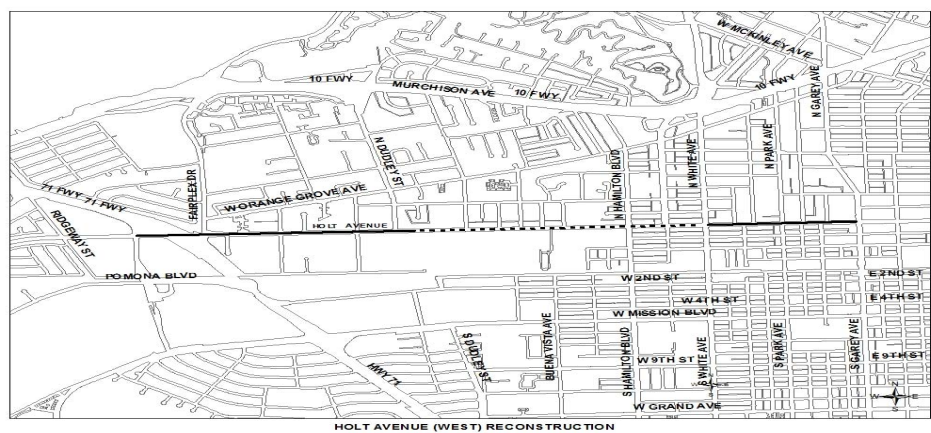 W MCKINLEY AVE
10 FWY
10 FWY
MURCHISON AVE
10 FWY
N GAREY AVE
N DUDLEY ST
N HAMILTON BLVD
N WHITE AVE
N PARK AVE
FAIRPLEX DR
W ORANGE GROVE AVE
71 FWY 71 FWY
RIDGEWAY ST
HOLT AVENUE
POMONA BLVD
W 2ND ST
E 2ND ST
W 4TH ST
E 4TH ST
W MISSION BLVD
BUENA VISTA AVE
S DUDLEY ST
S HAMILTON BLVD
S WHITE AVE
S PARK AVE
S GAREY AVE
W 9TH ST
E 9TH ST
HWY 71
W GRAND AVE
N
W E
S
HOLT AVENUE (WEST) RECONSTRUCTION